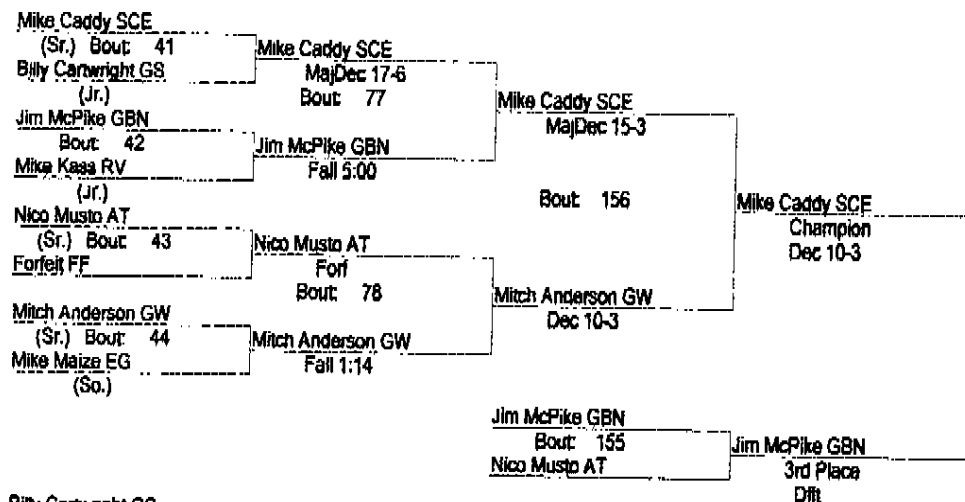 Mike Caddy SCE
(Sr.) Bout: 41
Billy Cartwright GS
(Jr.)
Mike Caddy SCE
MajDec 17-6
Bout: 77
Jim McPike GBN
Bout: 42
Mike Kass RV
(Jr.)
Jim McPike GBN
Fall 5:00
Mike Caddy SCE
MajDec 15-3
Bout: 156
Nico Musto AT
(Sr.) Bout: 43
Forfeit FF
Nico Musto AT
Forf
Bout: 78
Mitch Anderson GW
(Sr.) Bout: 44
Mike Maize EG
(So.)
Mitch Anderson GW
Fall 1:14
Mitch Anderson GW
Dec 10-3
Mike Caddy SCE
Champion
Dec 10-3
Jim McPike GBN
Bout: 155
Nico Musto AT
Jim McPike GBN
3rd Place
Dflt